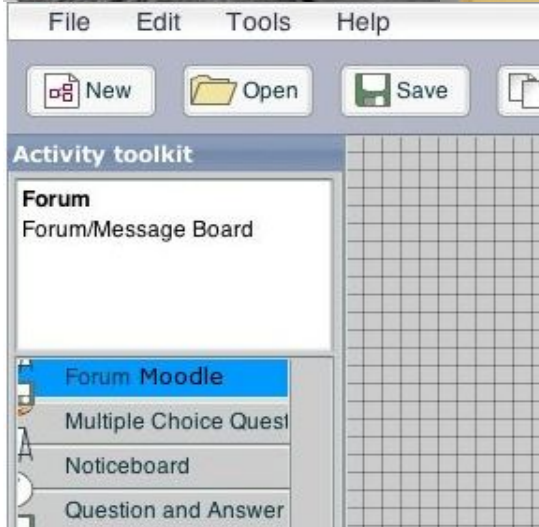 File Edit Tools Help
New Open Save
Activity toolkit
Forum
Forum/Message Board
Forum Moodle
Multiple Choice Quest
Noticeboard
Question and Answer